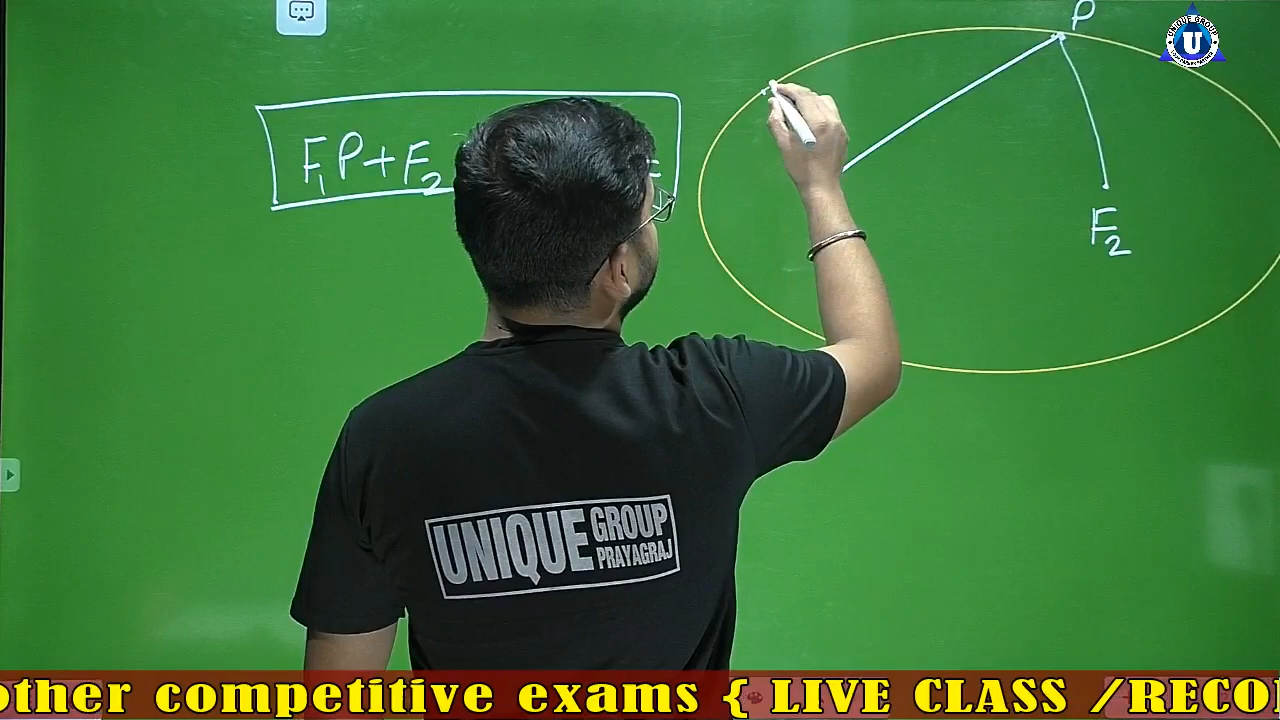 P
U
F₁P+F₂ =
F₂
UNIQUE GROUP
PRAYAGRAJ
other competitive exams { LIVE CLASS /RECO